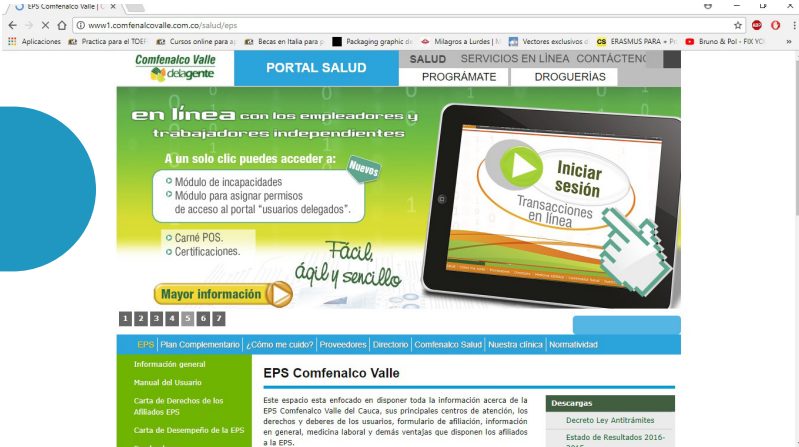 EPS Comfenalco Valle | C
www1.comfenalcovalle.com.co/salud/eps
Aplicaciones
Practica para el TOEF
Cursos online para a
Becas en Italia para
Packaging graphic de
Milagros a Lurdes | M
Vectores exclusivos d
ERASMUS PARA + P
Bruno & Pol - FIX YO
Comfenalco Valle
delagente
PORTAL SALUD
SALUD SERVICIOS EN LÍNEA CONTÁCTENO
PROGRÁMATE DROGUERÍAS
en línea con los empleadores y
trabajadores independientes
A un solo clic puedes acceder a:
Nuevos
Módulo de incapacidades
Módulo para asignar permisos
de acceso al portal "usuarios delegados".
Carné POS.
Certificaciones.
Fácil,
ágil y sencillo
Mayor información
Iniciar
sesión
Transacciones
en línea
1 2 3 4 5 6 7
EPS | Plan Complementario | ¿Cómo me cuido? | Proveedores | Directorio | Comfenalco Salud | Nuestra clínica | Normatividad
Información general
Manual del Usuario
Carta de Derechos de los
Afiliados EPS
Carta de Desempeño de la EPS
EPS Comfenalco Valle
Este espacio esta enfocado en disponer toda la información acerca de la
EPS Comfenalco Valle del Cauca, sus principales centros de atención, los
derechos y deberes de los usuarios, formulario de afiliación, información
en general, medicina laboral y demás ventajas que disponen los afiliados
a la EPS.
Descargas
Decreto Ley Antitrámites
Estado de Resultados 2016-